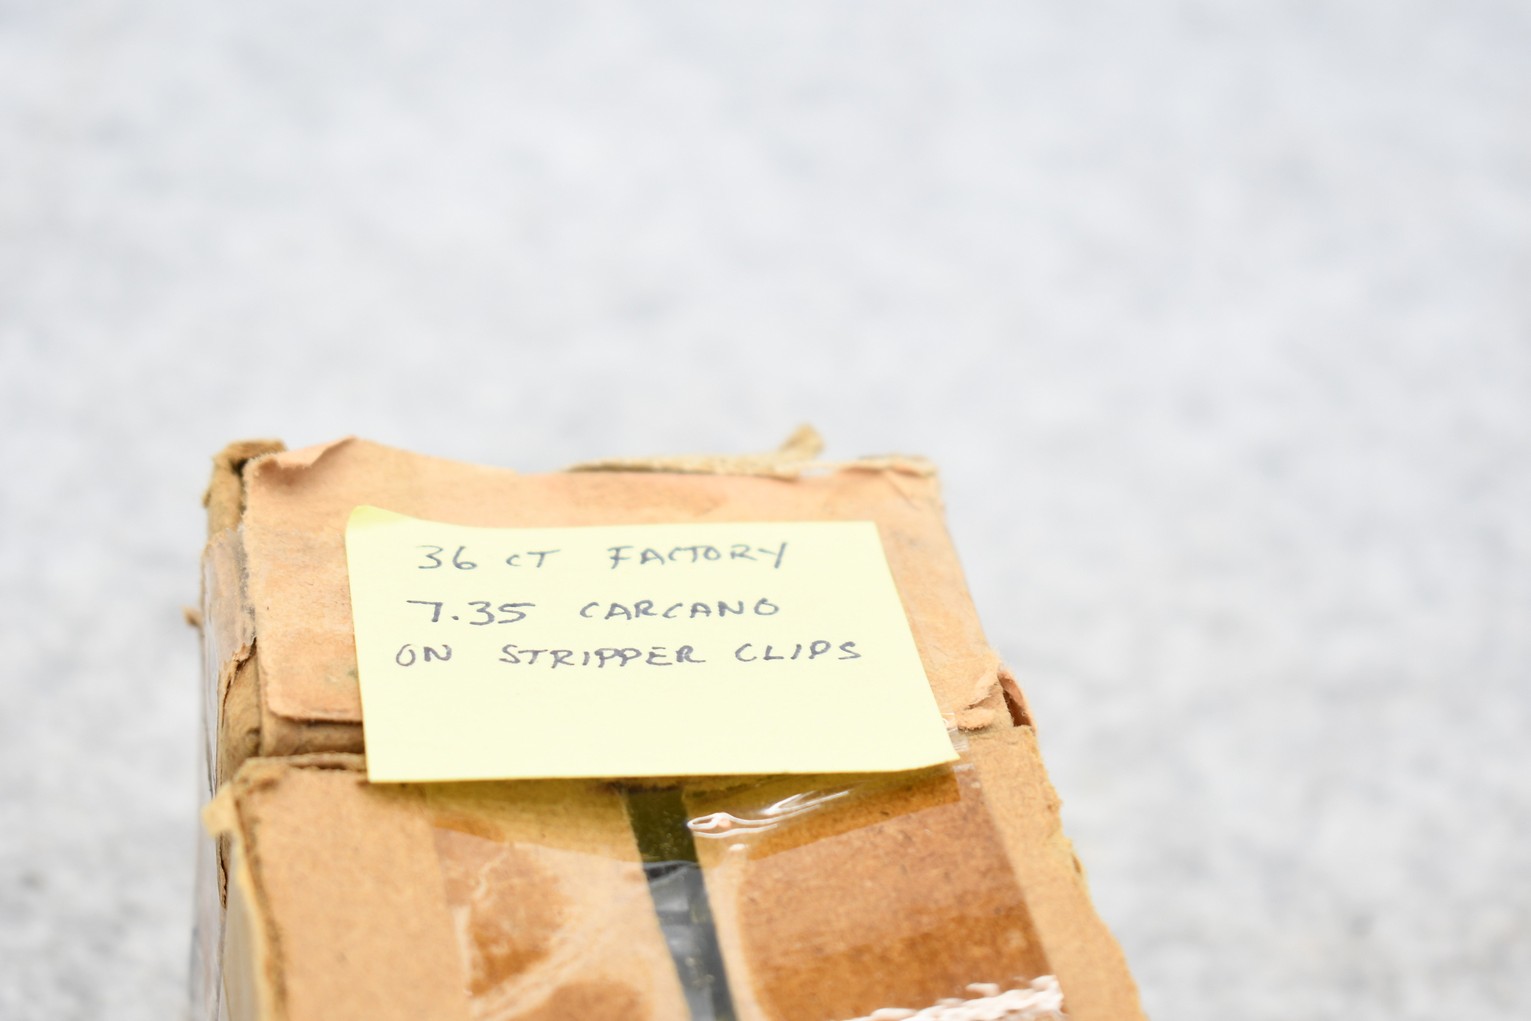 36 CT FACTORY
7.35 CARCANO
ON STRIPPER CLIPS